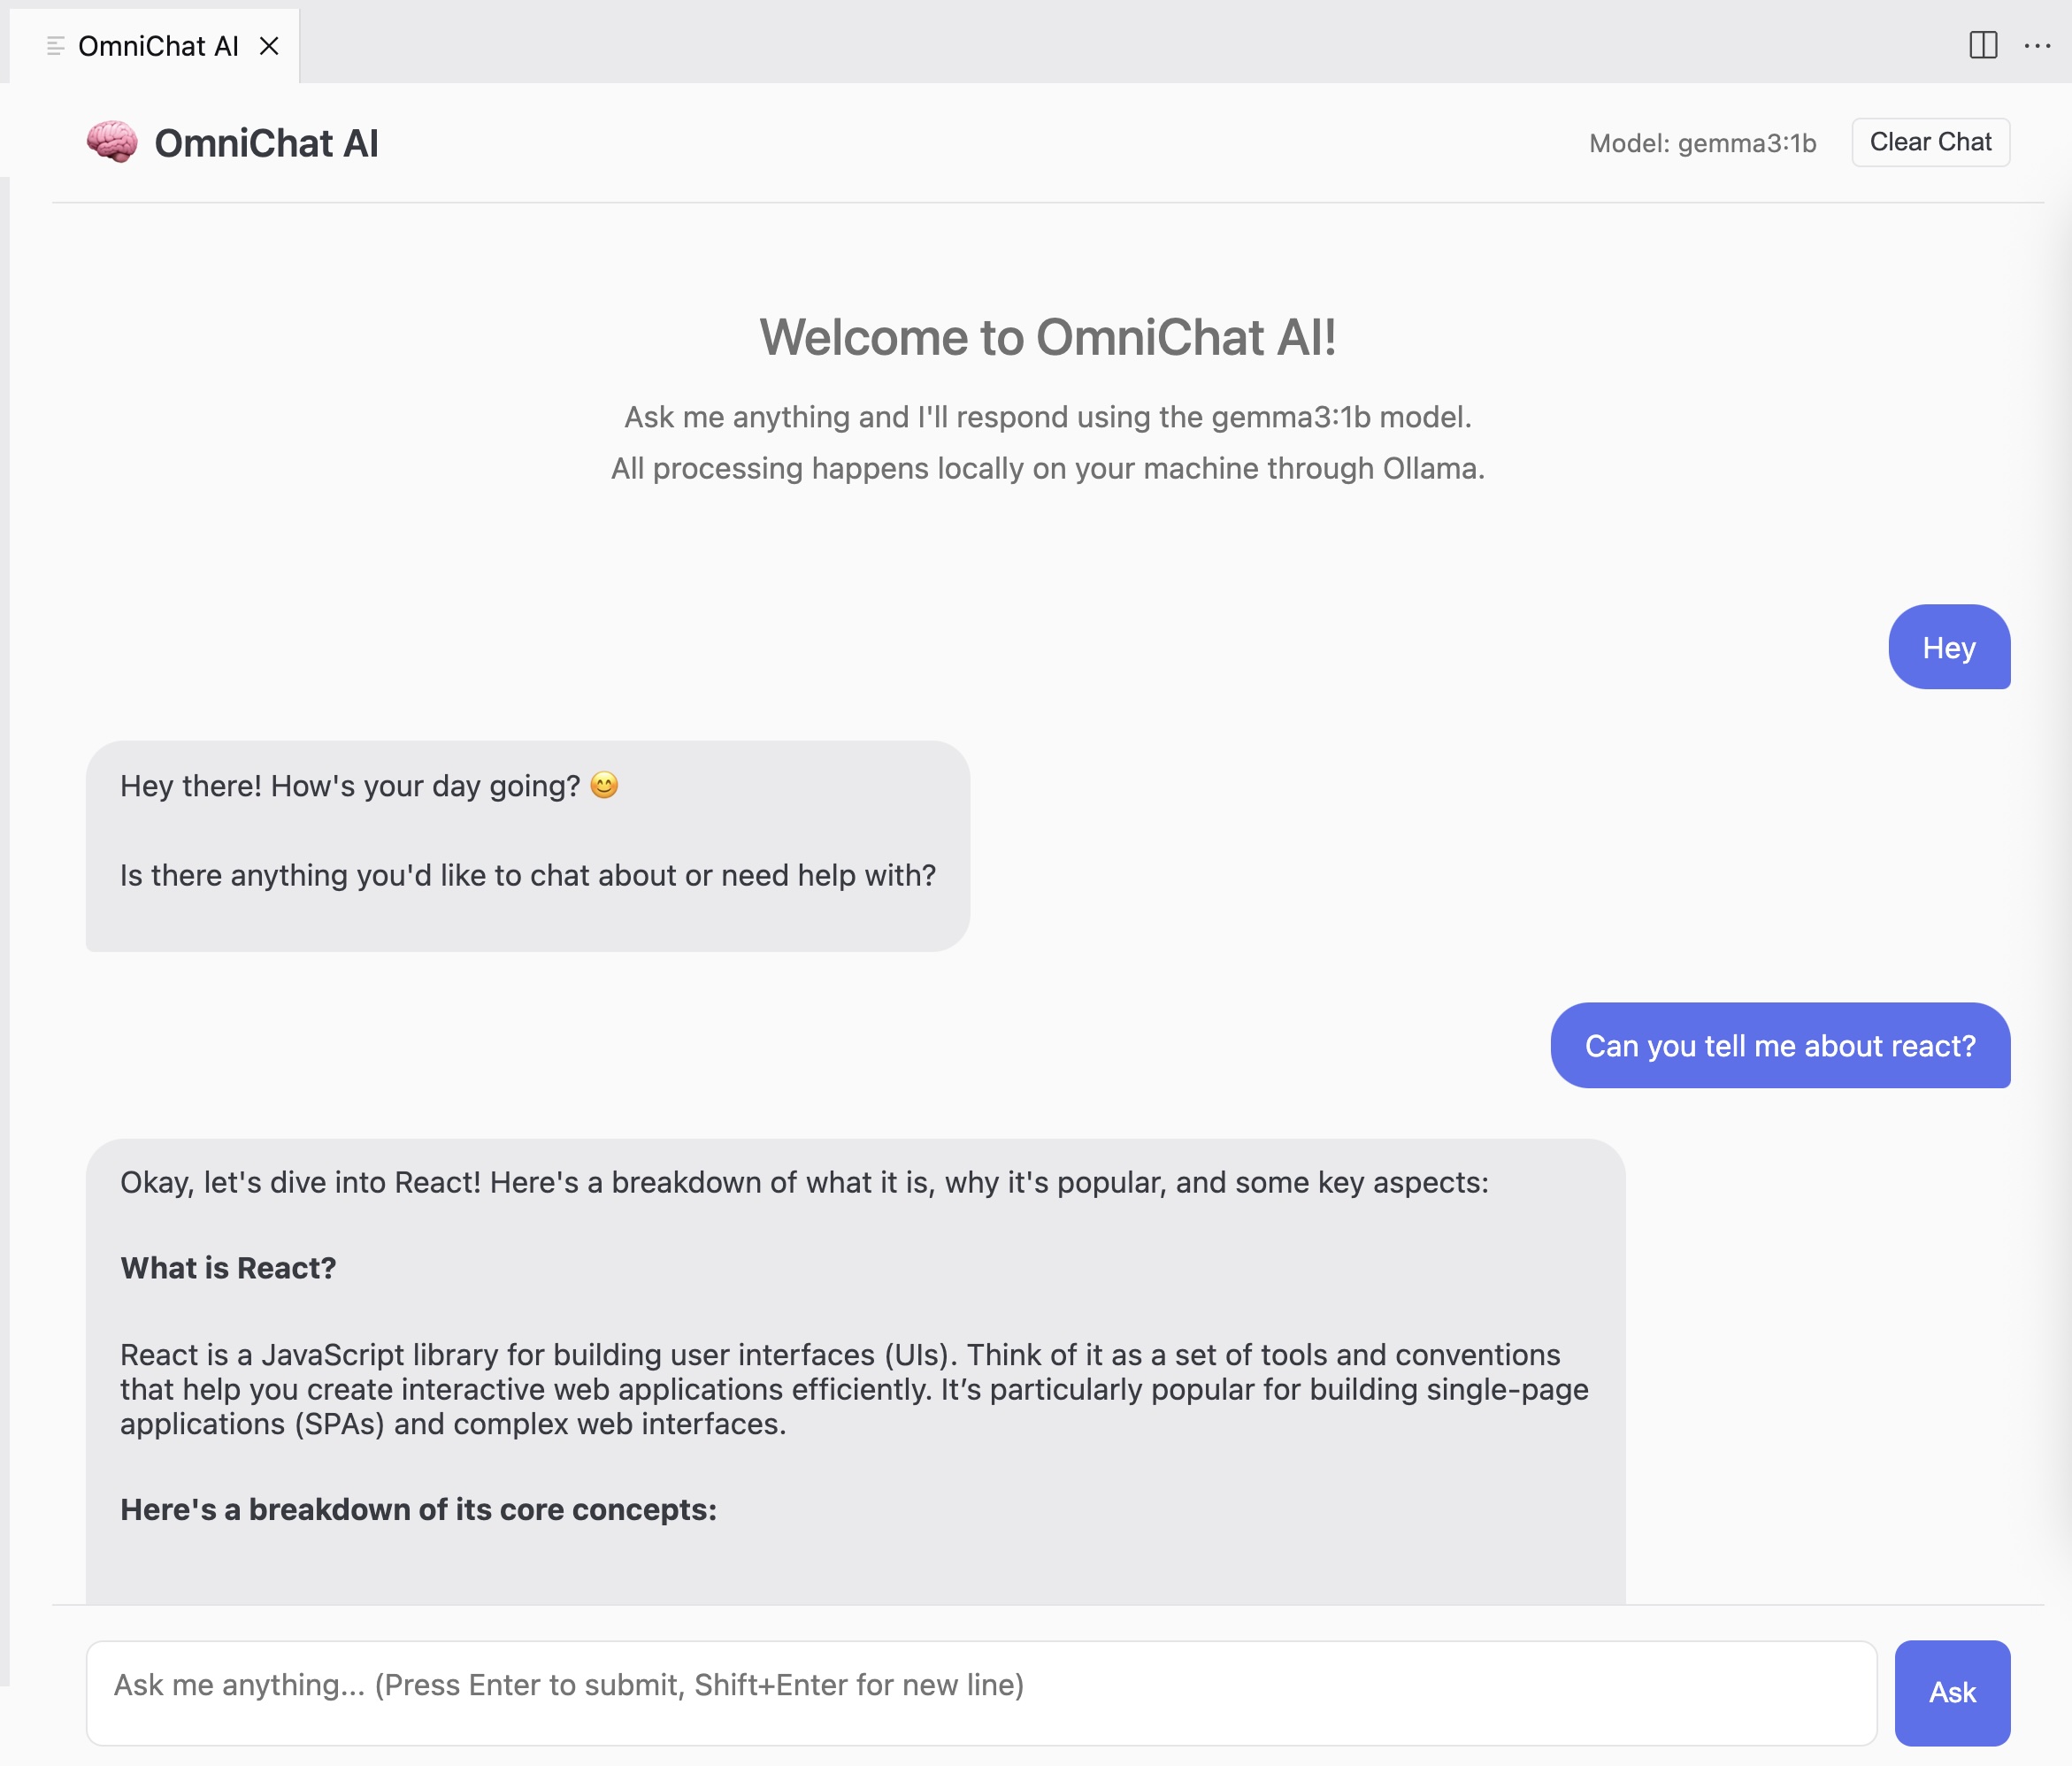 OmniChat AI
OmniChat AI
Model: gemma3:1b
Clear Chat
Welcome to OmniChat AI!
Ask me anything and I'll respond using the gemma3:1b model.
All processing happens locally on your machine through Ollama.
Hey
Hey there! How's your day going? 😊
Is there anything you'd like to chat about or need help with?
Can you tell me about react?
Okay, let's dive into React! Here's a breakdown of what it is, why it's popular, and some key aspects:
What is React?
React is a JavaScript library for building user interfaces (UIs). Think of it as a set of tools and conventions
that help you create interactive web applications efficiently. It’s particularly popular for building single-page
applications (SPAs) and complex web interfaces.
Here's a breakdown of its core concepts:
Ask me anything... (Press Enter to submit, Shift+Enter for new line)
Ask